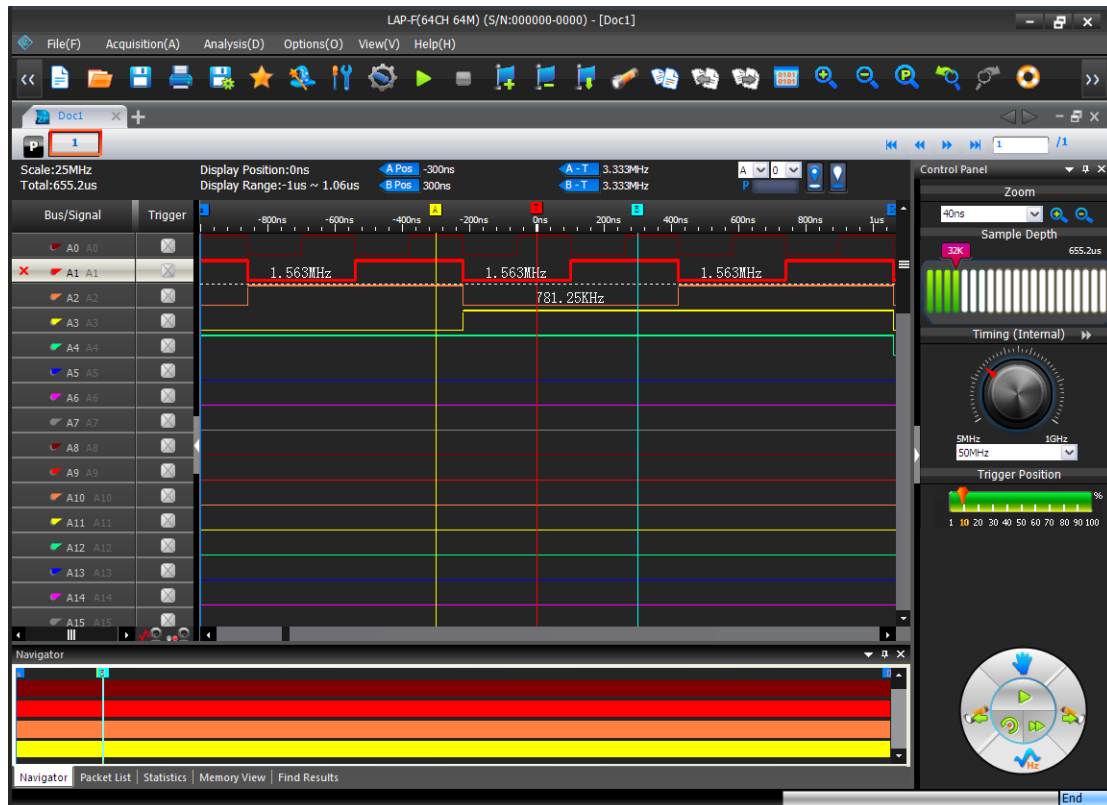 LAP-F(64CH 64M) (S/N:000000-0000) - [Doc1]
File(F) Acquisition(A) Analysis(D) Options(O) View(V) Help(H)
Doc1
P 1 1 /1
Scale:25MHz Display Position:0ns A Pos -300ns A - T 3.333MHz A 0
Total:655.2us Display Range:-1us ~ 1.06us B Pos 300ns B - T 3.333MHz P
Control Panel
Zoom
40ns
Sample Depth
32K 655.2us
Timing (Internal)
5MHz 1GHz
50MHz
Trigger Position
%
1 10 20 30 40 50 60 70 80 90 100
Bus/Signal Trigger
A T B D
-800ns -600ns -400ns -200ns 0ns 200ns 400ns 600ns 800ns 1us
A0 A0
A1 A1 1.563MHz 1.563MHz 1.563MHz
A2 A2 781.25KHz
A3 A3
A4 A4
A5 A5
A6 A6
A7 A7
A8 A8
A9 A9
A10 A10
A11 A11
A12 A12
A13 A13
A14 A14
A15 A15
Navigator
Navigator Packet List Statistics Memory View Find Results
Hz
End